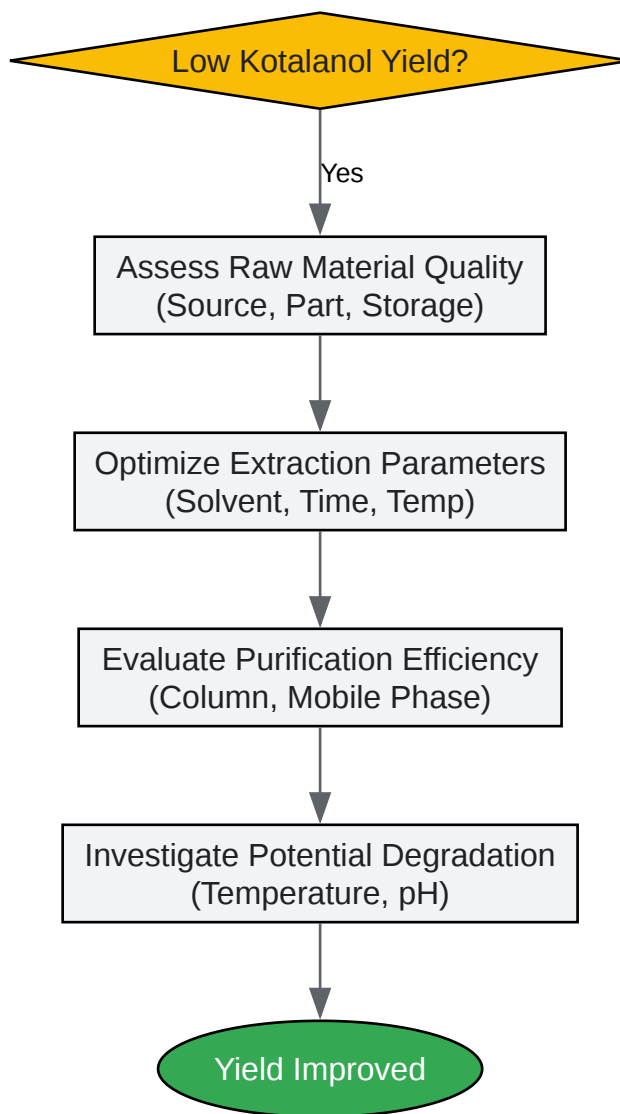 Low Kotalanol Yield?
Yes
Assess Raw Material Quality
(Source, Part, Storage)
Optimize Extraction Parameters
(Solvent, Time, Temp)
Evaluate Purification Efficiency
(Column, Mobile Phase)
Investigate Potential Degradation
(Temperature, pH)
Yield Improved